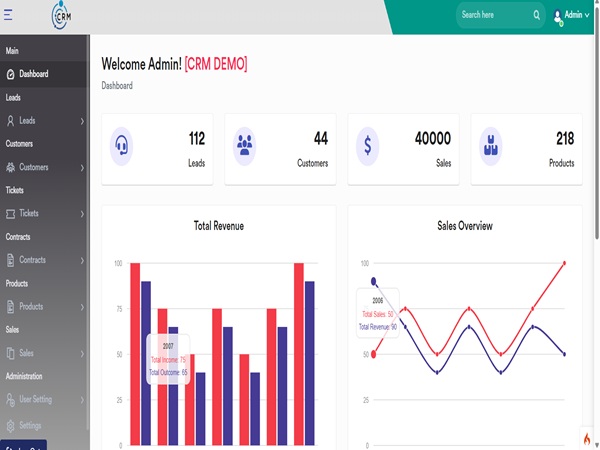 CRM
Search here
Admin
Main
Dashboard
Leads
Leads
Customers
Customers
Tickets
Tickets
Contracts
Contracts
Products
Products
Sales
Sales
Administration
User Setting
Settings
Welcome Admin! [CRM DEMO]
Dashboard
112
Leads
44
Customers
40000
Sales
218
Products
Total Revenue
100
75
50
25
0
2007
Total Income: 75
Total Outcome: 65
Sales Overview
100
75
50
25
0
2006
Total Sales: 50
Total Revenue: 90